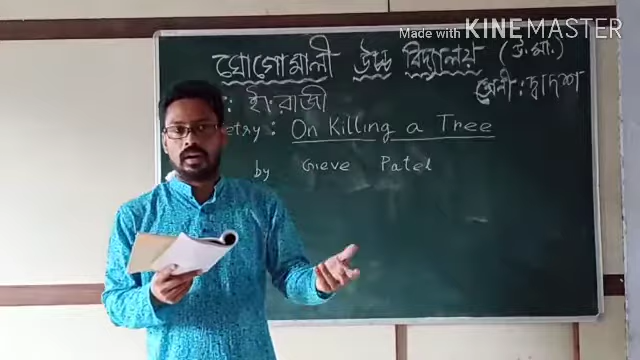 Made with KINEMASTER
ঘোগোমালী উচ্চ বিদ্যালয় (উ.মা.)
শ্রেণী : দ্বাদশ
: ইংরাজী
etry : On Killing a Tree
by Gieve Patel